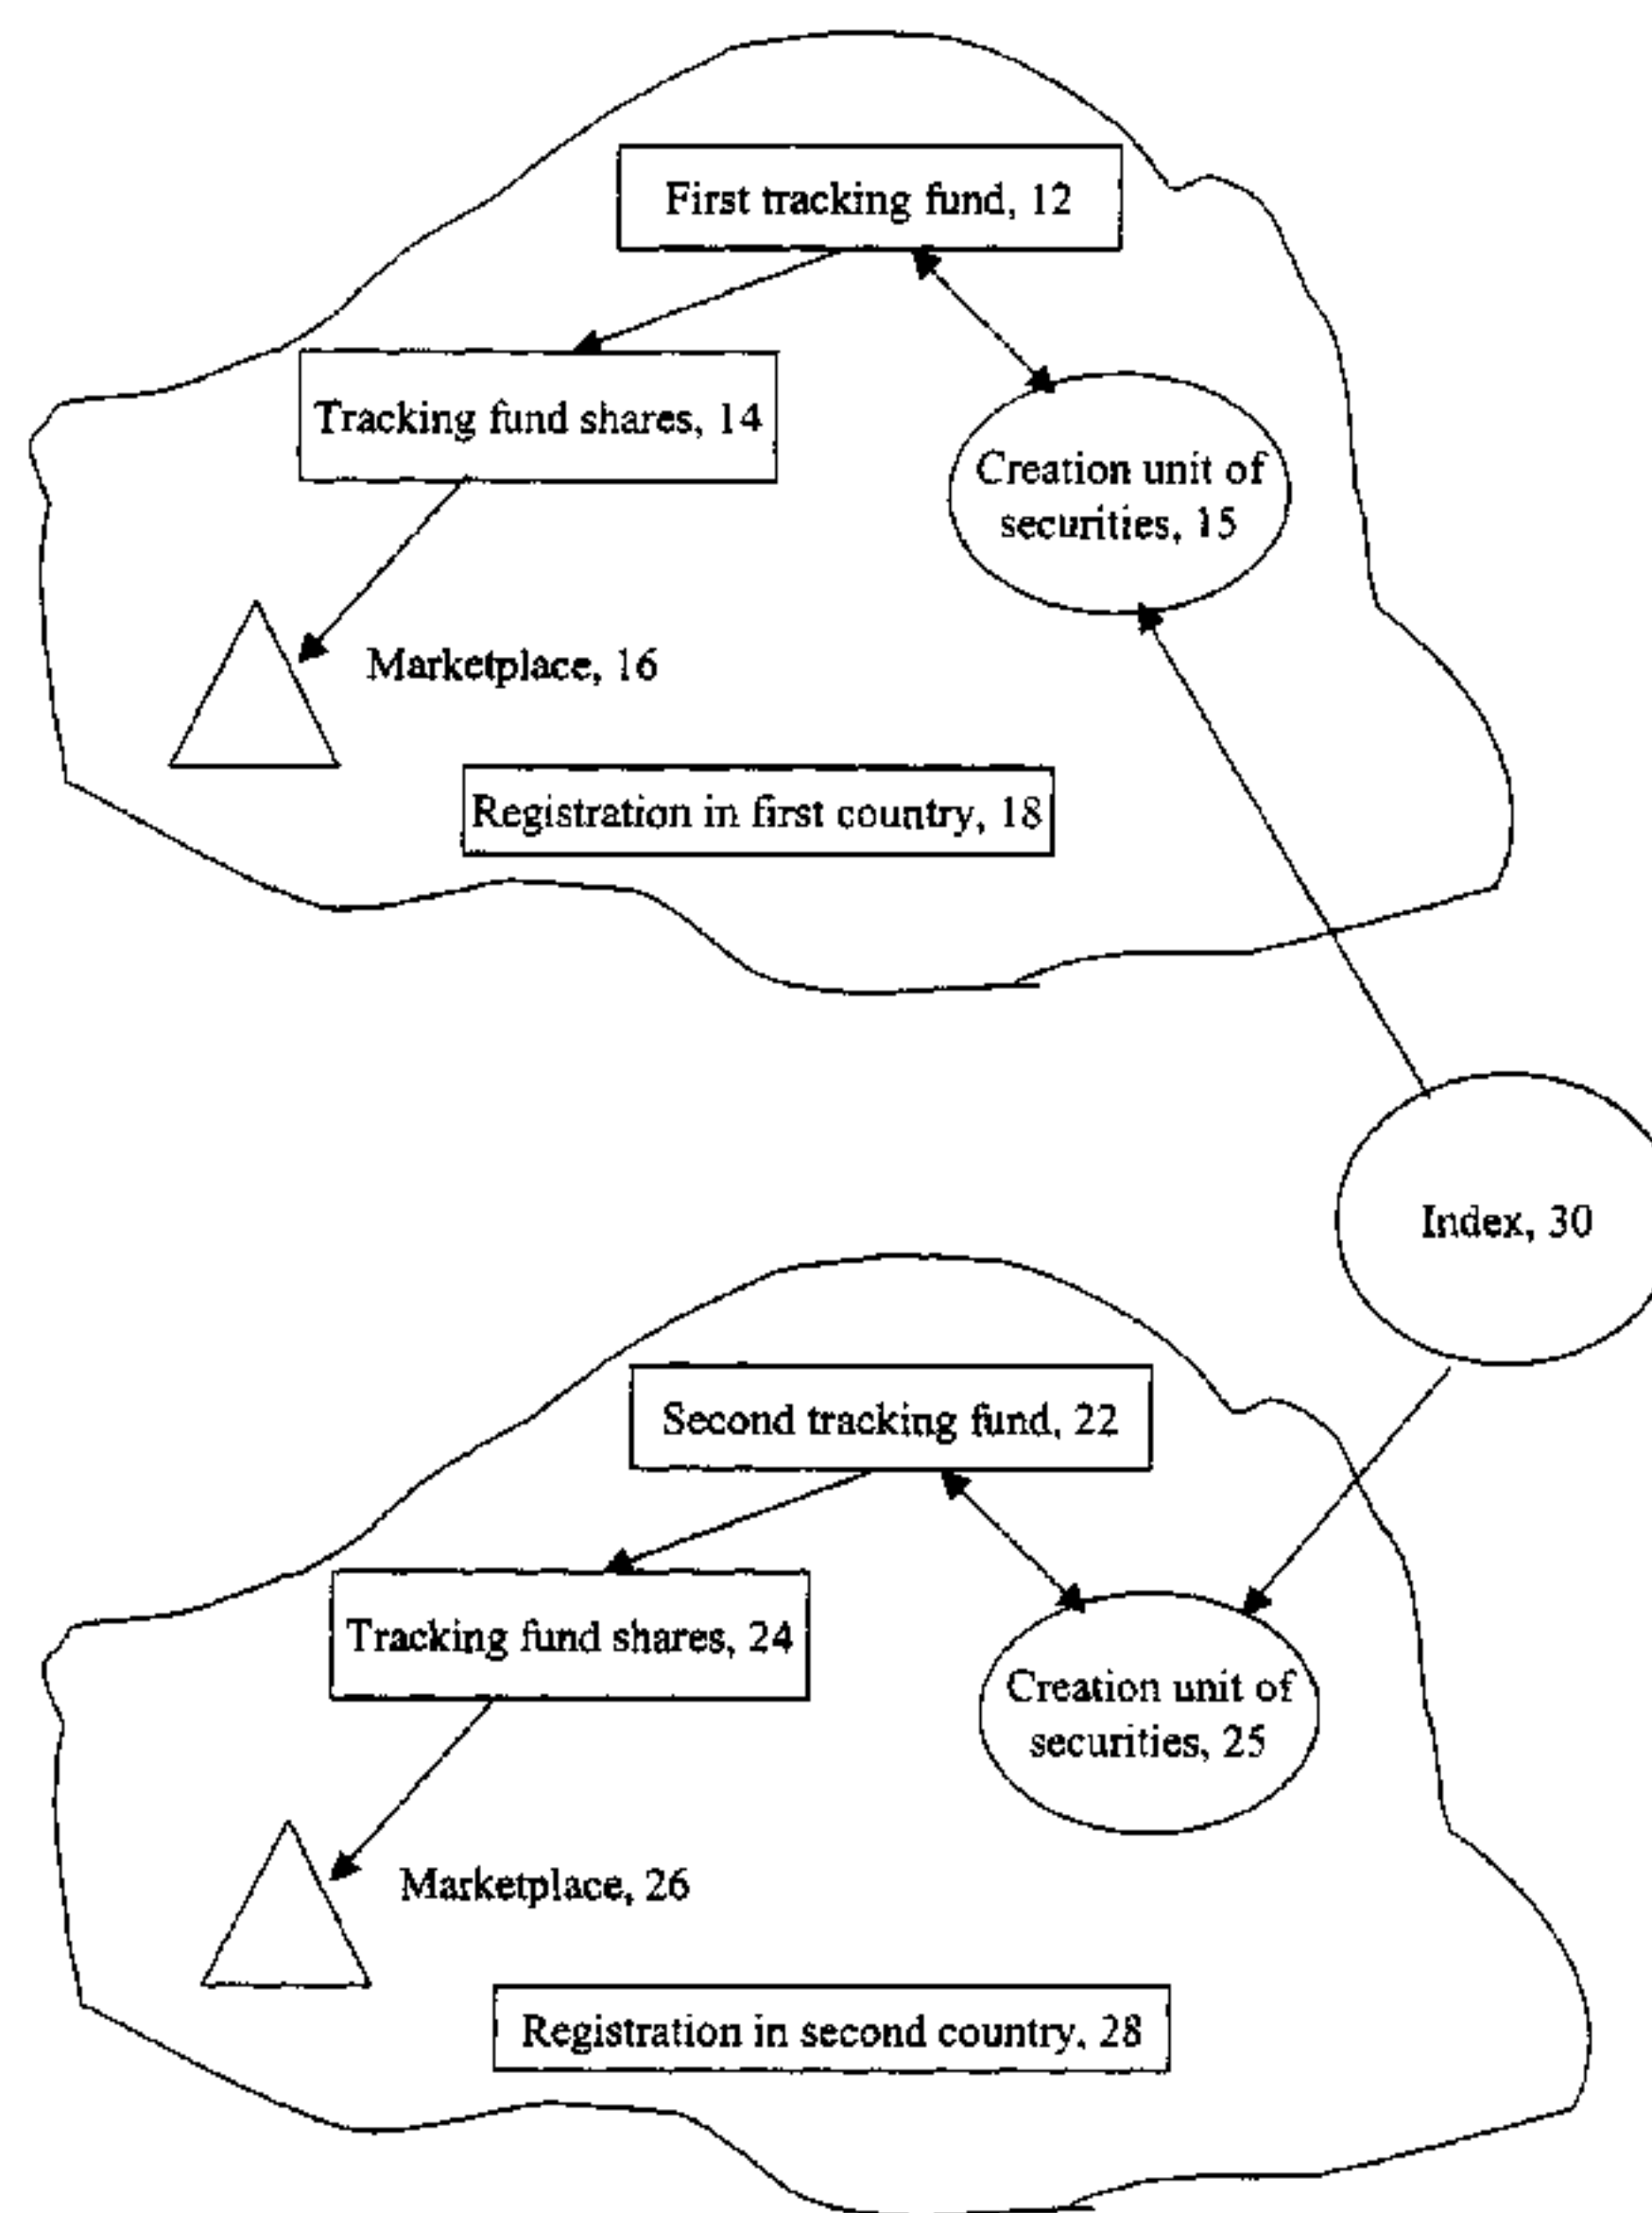 First tracking fund, 12
Tracking fund shares, 14
Creation unit of
securities, 15
Marketplace, 16
Registration in first country, 18
Index, 30
Second tracking fund, 22
Tracking fund shares, 24
Creation unit of
securities, 25
Marketplace, 26
Registration in second country, 28